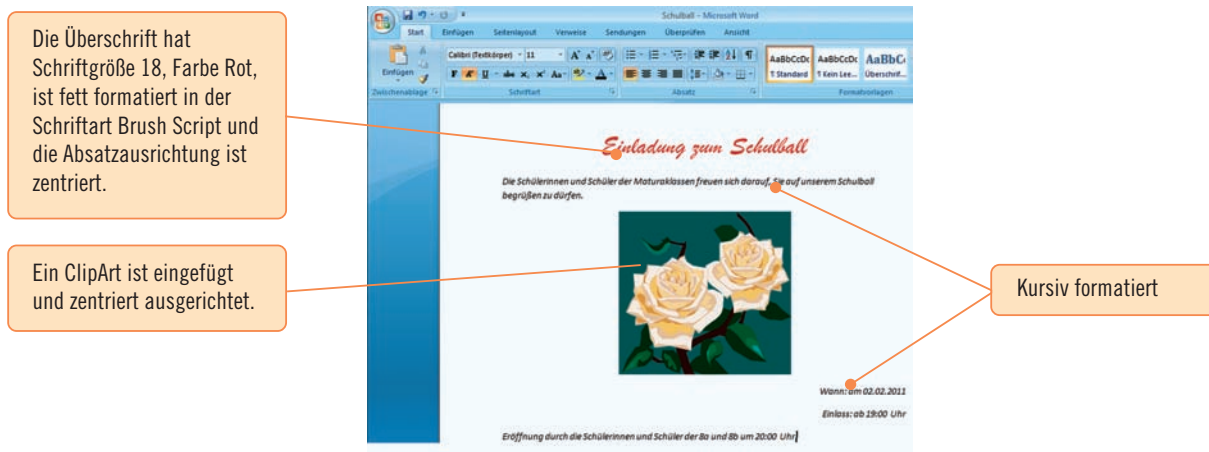 Die Überschrift hat
Schriftgröße 18, Farbe Rot,
ist fett formatiert in der
Schriftart Brush Script und
die Absatzausrichtung ist
zentriert.
Ein ClipArt ist eingefügt
und zentriert ausgerichtet.
Schulball - Microsoft Word
Start Einfügen Seitenlayout Verweise Sendungen Überprüfen Ansicht
Calibri (Textkörper) 11
AaBbCcDc AaBbCcDc AaBbC
Einfügen
F K U abe x, x² Aa A
¶ Standard ¶ Kein Lee... Überschrif...
Zwischenablage Schriftart Absatz Formatvorlagen
Einladung zum Schulball
Die Schülerinnen und Schüler der Maturaklassen freuen sich darauf, Sie auf unserem Schulball
begrüßen zu dürfen.
Wann: am 02.02.2011
Einlass: ab 19:00 Uhr
Eröffnung durch die Schülerinnen und Schüler der 8a und 8b um 20:00 Uhr
Kursiv formatiert